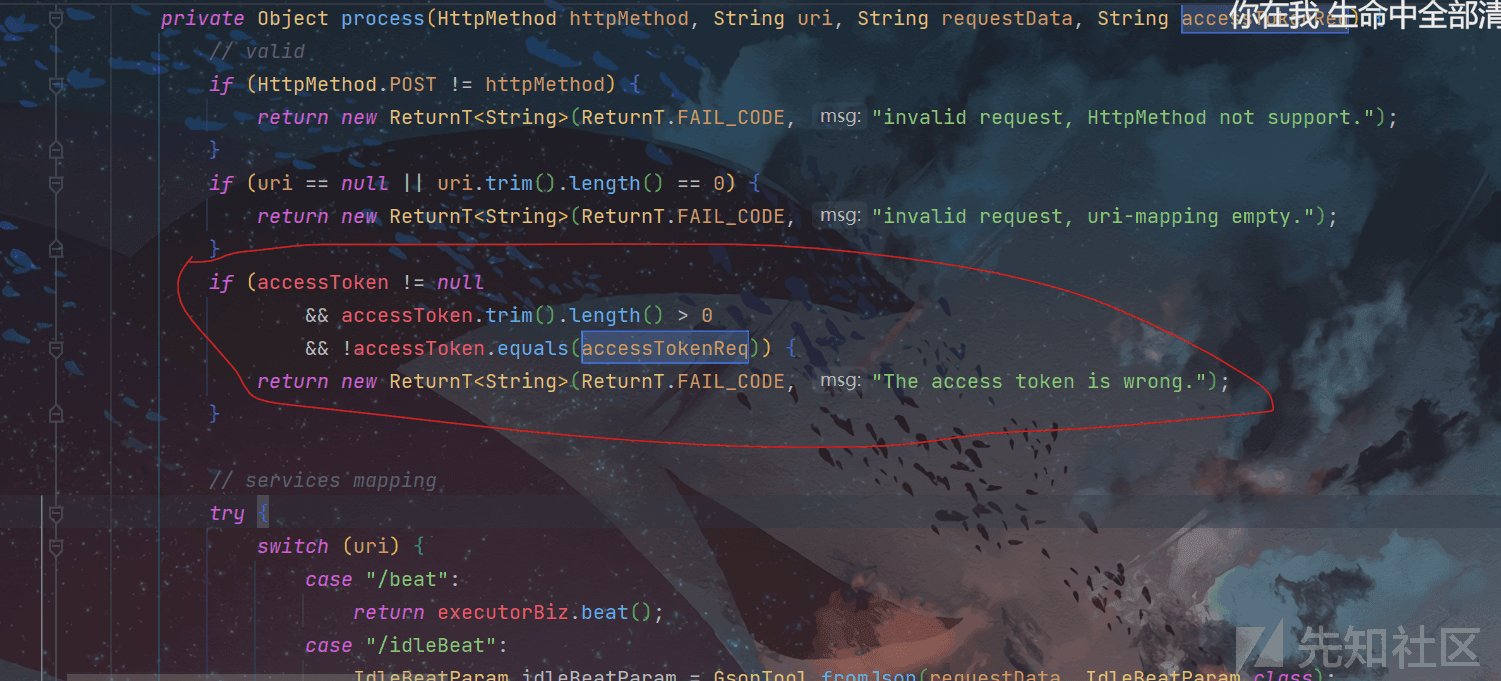 private Object process(HttpMethod httpMethod, String uri, String requestData, String
你在我 生命中全部清
// valid
if (HttpMethod.POST != httpMethod) {
return new ReturnT<String>(ReturnT.FAIL_CODE, msg: "invalid request, HttpMethod not support.");
}
if (uri == null || uri.trim().length() == 0) {
return new ReturnT<String>(ReturnT.FAIL_CODE, msg: "invalid request, uri-mapping empty.");
}
if (accessToken != null
&& accessToken.trim().length() > 0
&& !accessToken.equals(accessTokenReq)) {
return new ReturnT<String>(ReturnT.FAIL_CODE, msg: "The access token is wrong.");
}
// services mapping
try {
switch (uri) {
case "/beat":
return executorBiz.beat();
case "/idleBeat":
IdleBeatParam idleBeatParam = GsonTool.fromJson(requestData, IdleBeatParam.class);
先知社区